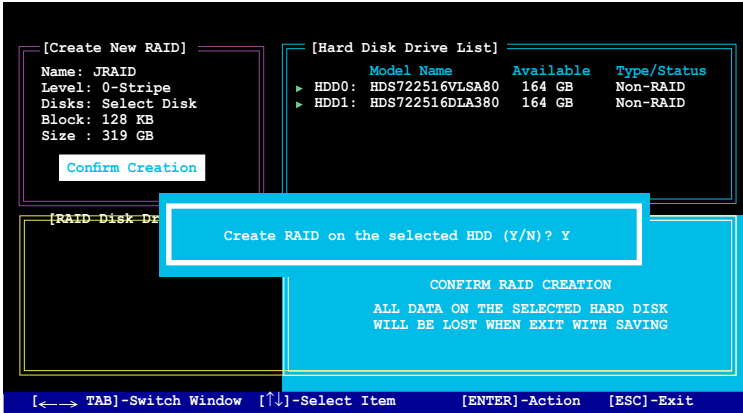 [Create New RAID]
Name: JRAID
Level: 0-Stripe
Disks: Select Disk
Block: 128 KB
Size : 319 GB
Confirm Creation
[Hard Disk Drive List]
Model Name Available Type/Status
► HDD0: HDS722516VLSA80 164 GB Non-RAID
► HDD1: HDS722516DLA380 164 GB Non-RAID
[RAID Disk Dr
Create RAID on the selected HDD (Y/N)? Y
CONFIRM RAID CREATION
ALL DATA ON THE SELECTED HARD DISK
WILL BE LOST WHEN EXIT WITH SAVING
[←→ TAB]-Switch Window [↑↓]-Select Item [ENTER]-Action [ESC]-Exit